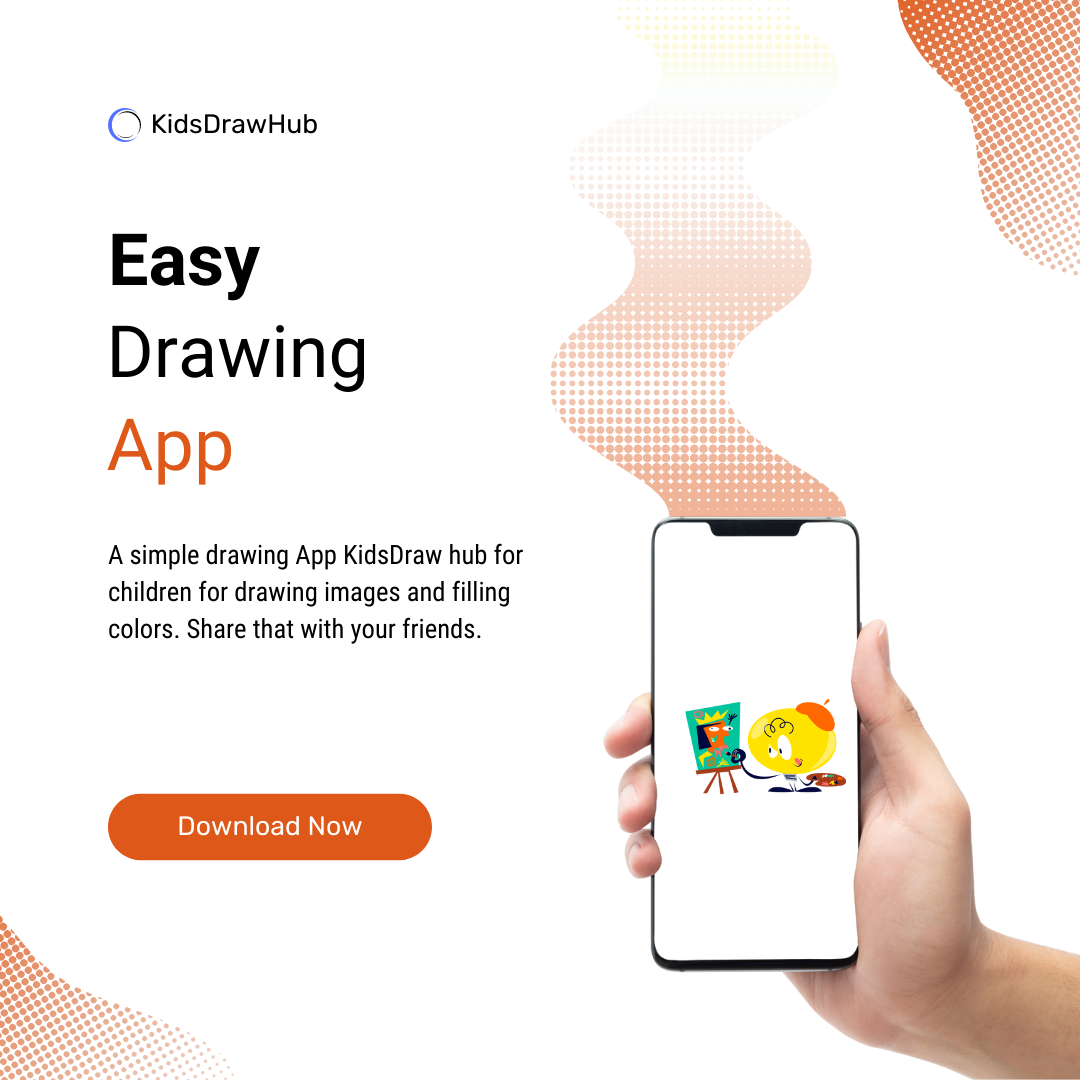 KidsDrawHub
Easy
Drawing
App
A simple drawing App KidsDraw hub for
children for drawing images and filling
colors. Share that with your friends.
Download Now